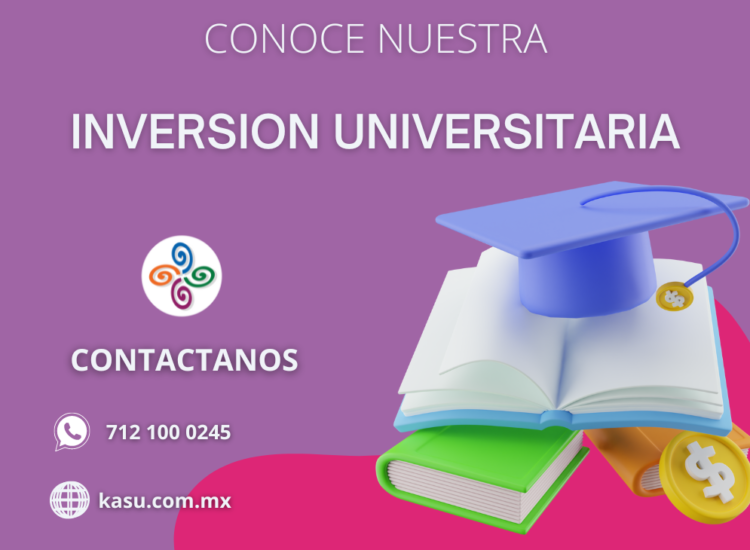 CONOCE NUESTRA
INVERSION UNIVERSITARIA
CONTACTANOS
712 100 0245
kasu.com.mx